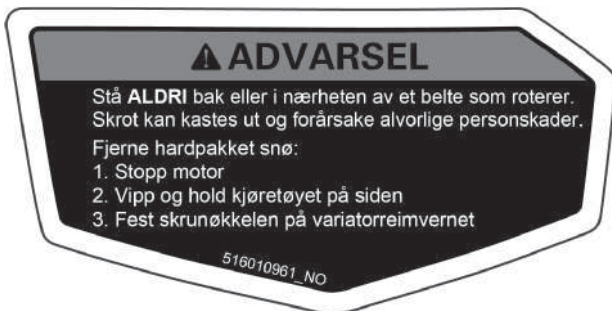 ⚠ ADVARSEL
Stå ALDRI bak eller i nærheten av et belte som roterer.
Skrot kan kastes ut og forårsake alvorlige personskader.
Fjerne hardpakket snø:
1. Stopp motor
2. Vipp og hold kjøretøyet på siden
3. Fest skrunøkkelen på variatorreimvernet
516010961_NO